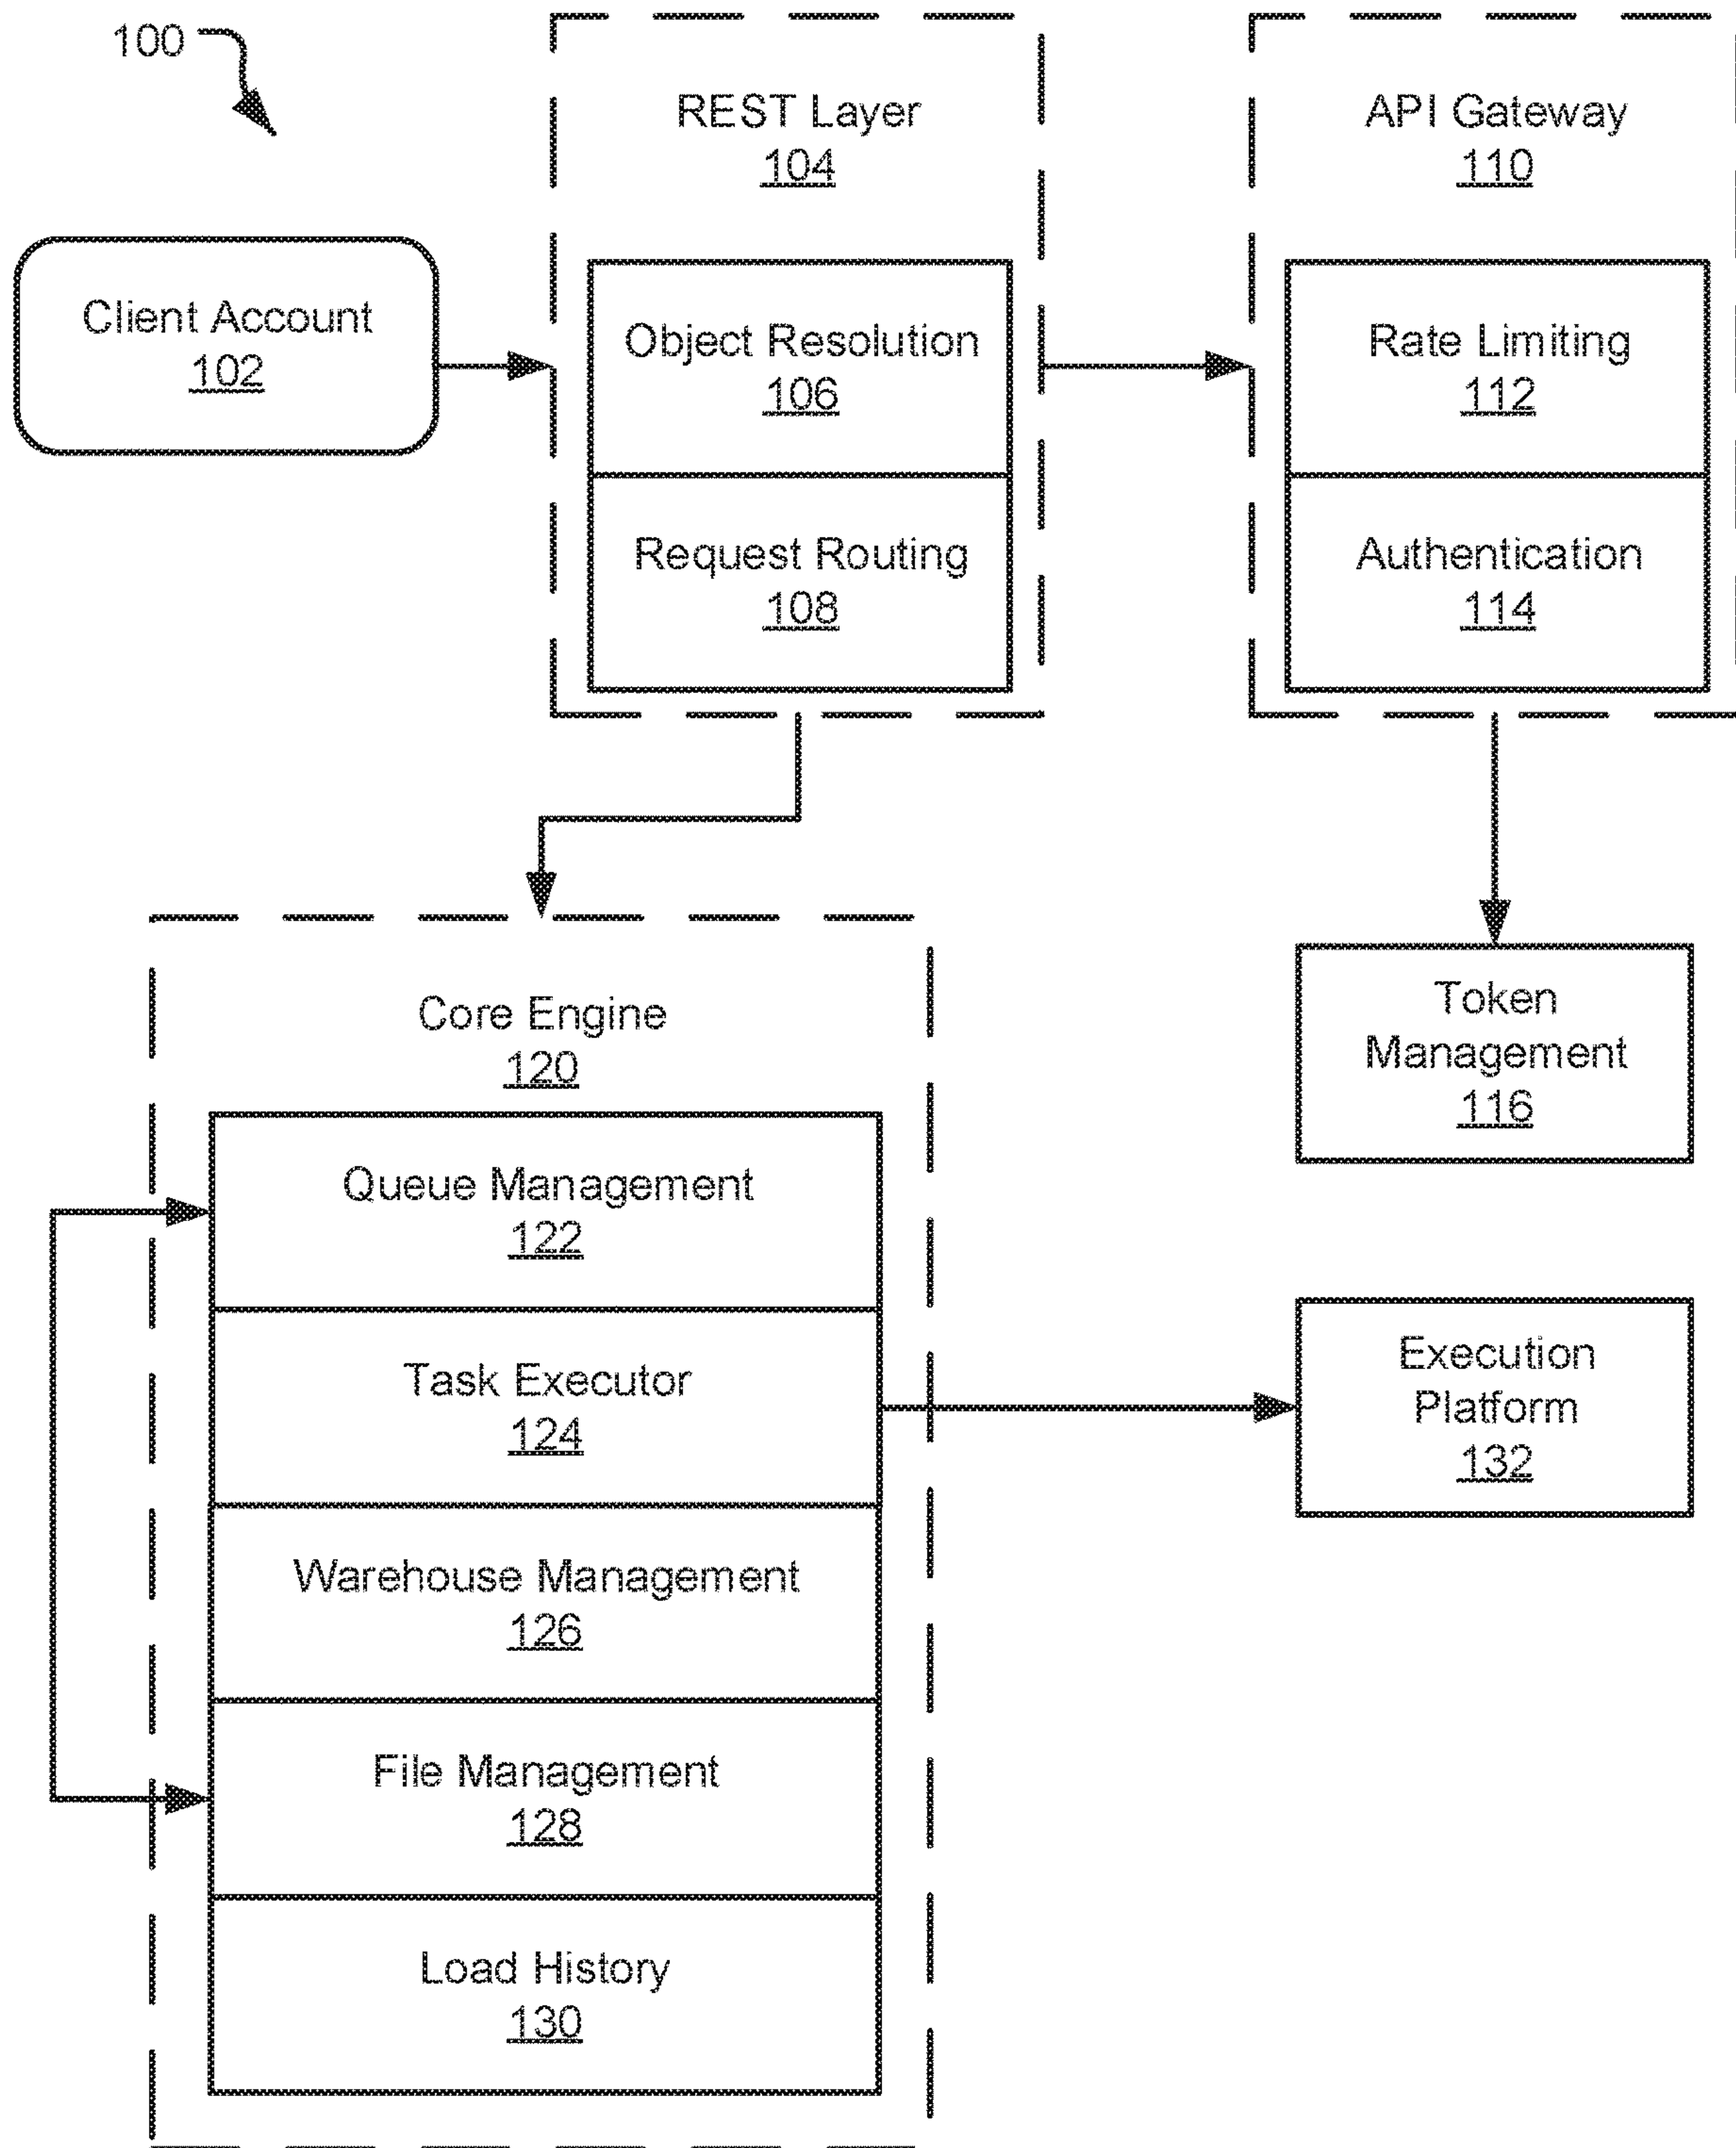 100
REST Layer
104
API Gateway
110
Client Account
102
Object Resolution
106
Rate Limiting
112
Request Routing
108
Authentication
114
Core Engine
120
Token
Management
116
Queue Management
122
Task Executor
124
Execution
Platform
132
Warehouse Management
126
File Management
128
Load History
130